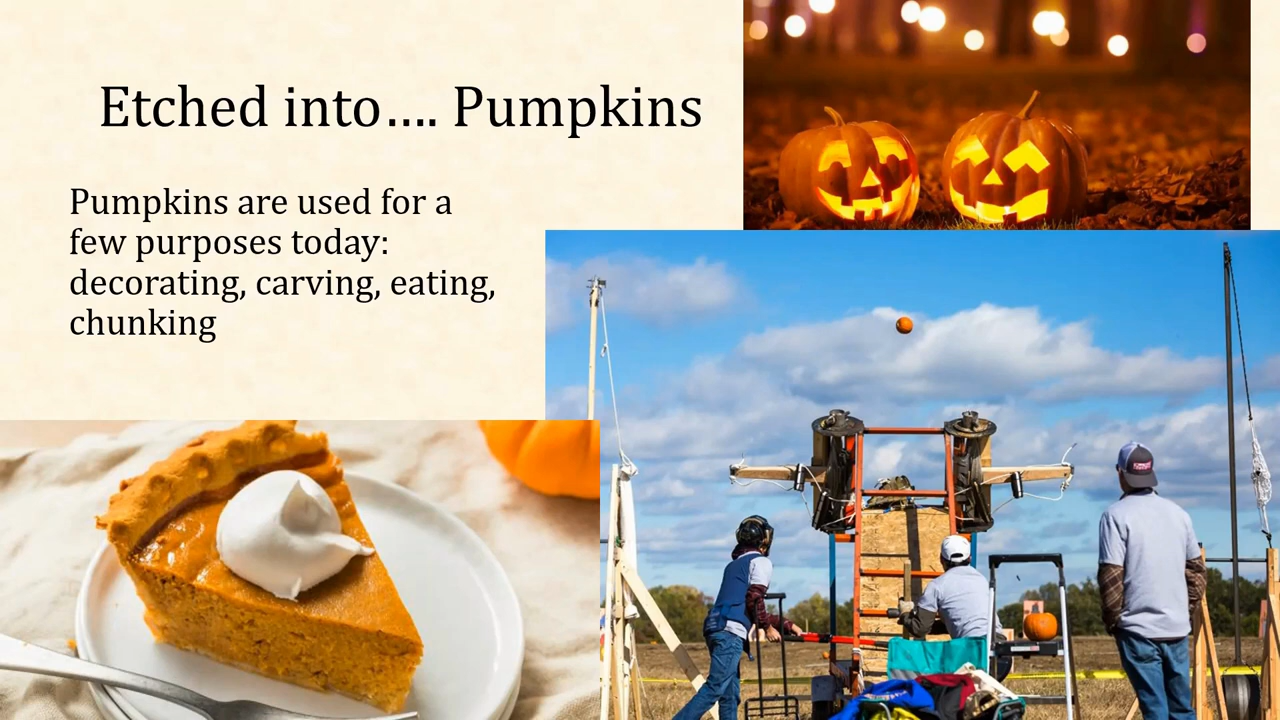 Etched into…. Pumpkins
Pumpkins are used for a
few purposes today:
decorating, carving, eating,
chunking